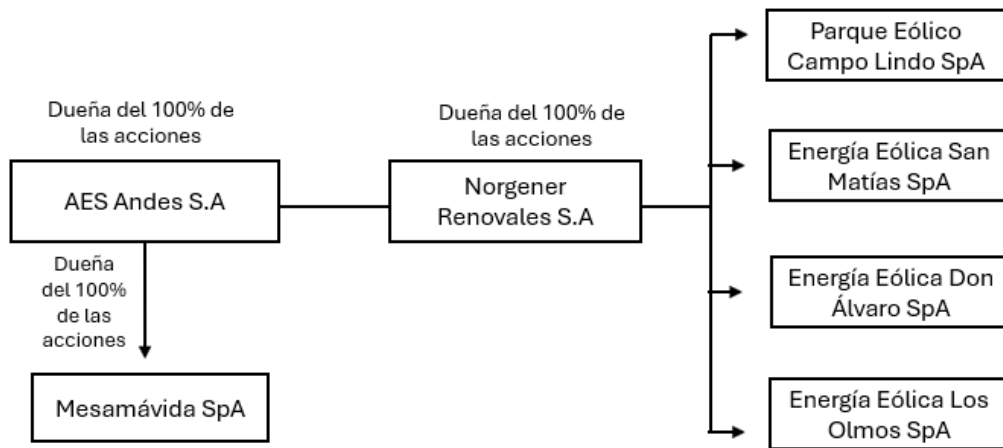 Dueña del 100% de
las acciones
AES Andes S.A
Dueña
del 100%
de las
acciones
Mesamávida SpA
Dueña del 100% de
las acciones
Norgener
Renovales S.A
Parque Eólico
Campo Lindo SpA
Energía Eólica San
Matías SpA
Energía Eólica Don
Álvaro SpA
Energía Eólica Los
Olmos SpA